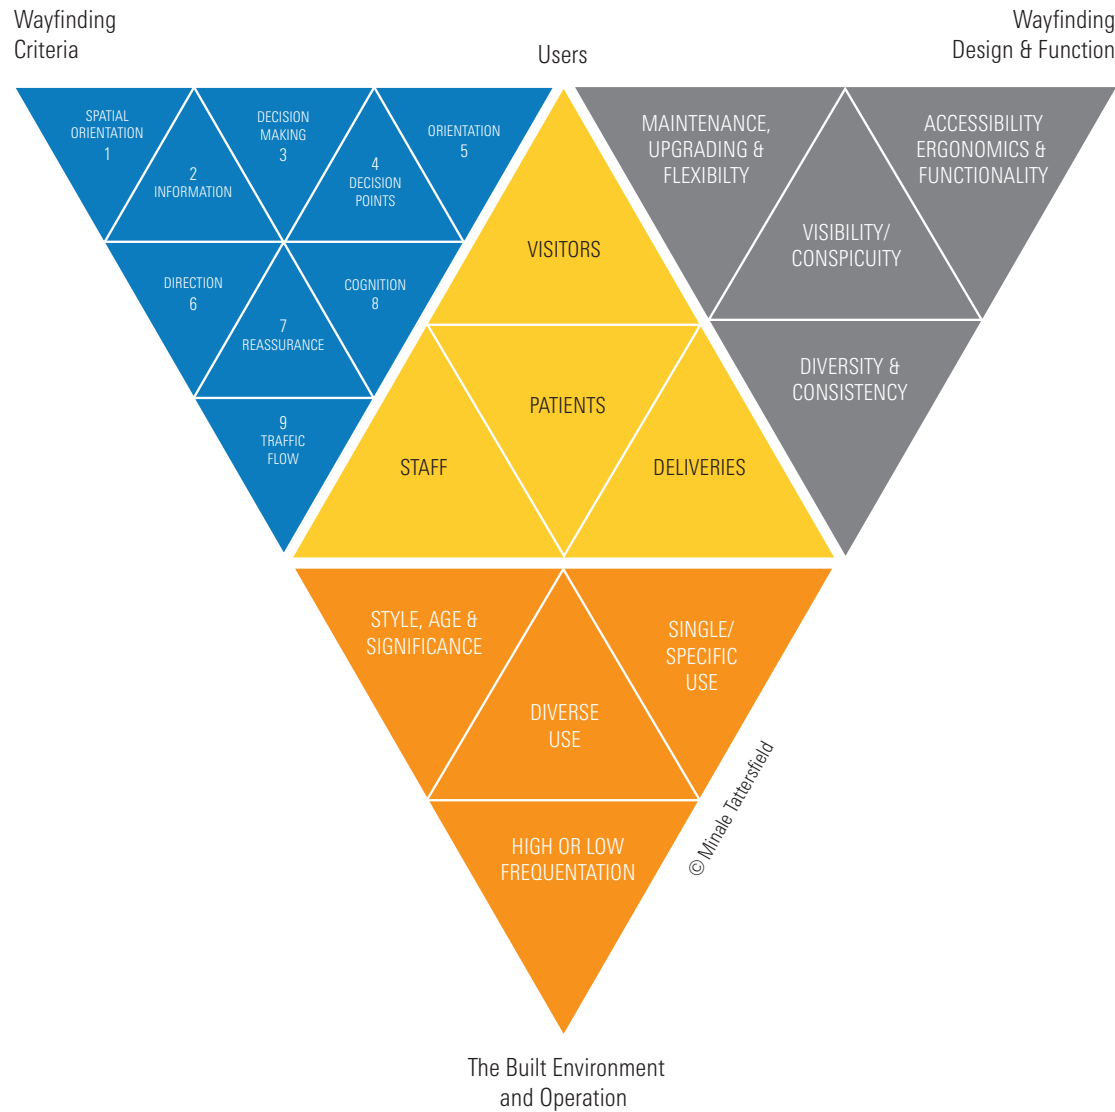 Wayfinding
Criteria
Users
Wayfinding
Design & Function
SPATIAL
ORIENTATION
1
2
INFORMATION
DECISION
MAKING
3
4
DECISION
POINTS
ORIENTATION
5
DIRECTION
6
7
REASSURANCE
COGNITION
8
9
TRAFFIC
FLOW
VISITORS
PATIENTS
STAFF
DELIVERIES
MAINTENANCE,
UPGRADING &
FLEXIBILTY
ACCESSIBILITY
ERGONOMICS &
FUNCTIONALITY
VISIBILITY/
CONSPICUITY
DIVERSITY &
CONSISTENCY
STYLE, AGE &
SIGNIFICANCE
SINGLE/
SPECIFIC
USE
DIVERSE
USE
HIGH OR LOW
FREQUENTATION
© Minale Tattersfield
The Built Environment
and Operation